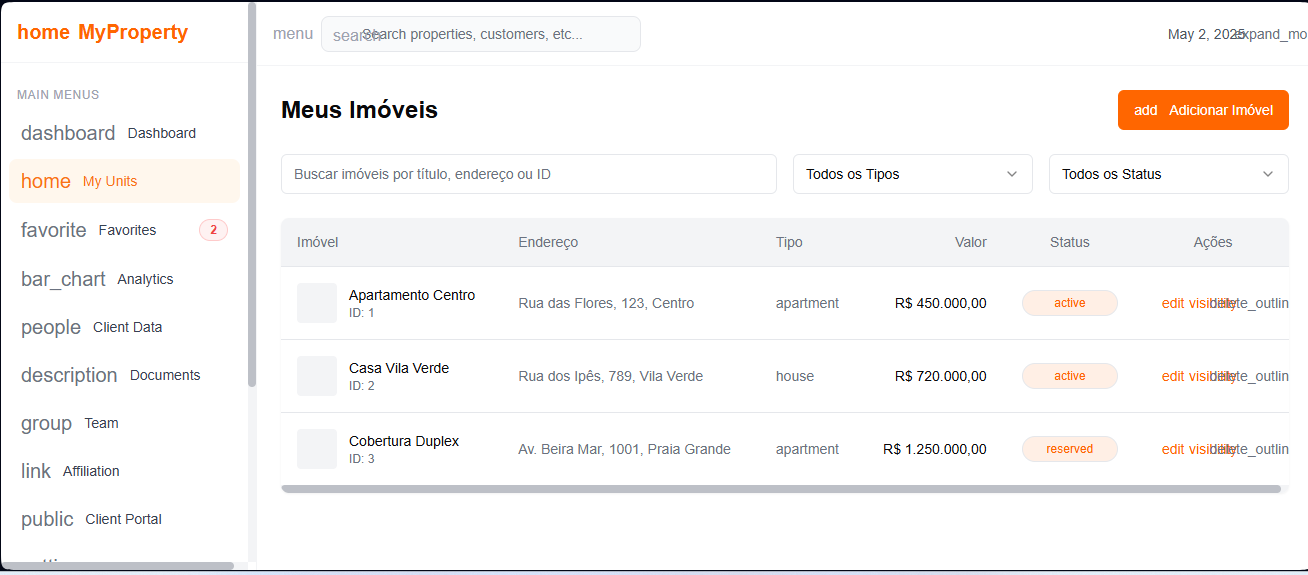 home MyProperty
menu
search Search properties, customers, etc...
May 2, 2025 expand_mo
MAIN MENUS
dashboard Dashboard
home My Units
favorite Favorites 2
bar_chart Analytics
people Client Data
description Documents
group Team
link Affiliation
public Client Portal
Meus Imóveis
add Adicionar Imóvel
Buscar imóveis por título, endereço ou ID
Todos os Tipos
Todos os Status
Imóvel Endereço Tipo Valor Status Ações
Apartamento Centro
ID: 1
Rua das Flores, 123, Centro apartment R$ 450.000,00 active edit visibility delete_outlin
Casa Vila Verde
ID: 2
Rua dos Ipês, 789, Vila Verde house R$ 720.000,00 active edit visibility delete_outlin
Cobertura Duplex
ID: 3
Av. Beira Mar, 1001, Praia Grande apartment R$ 1.250.000,00 reserved edit visibility delete_outlin